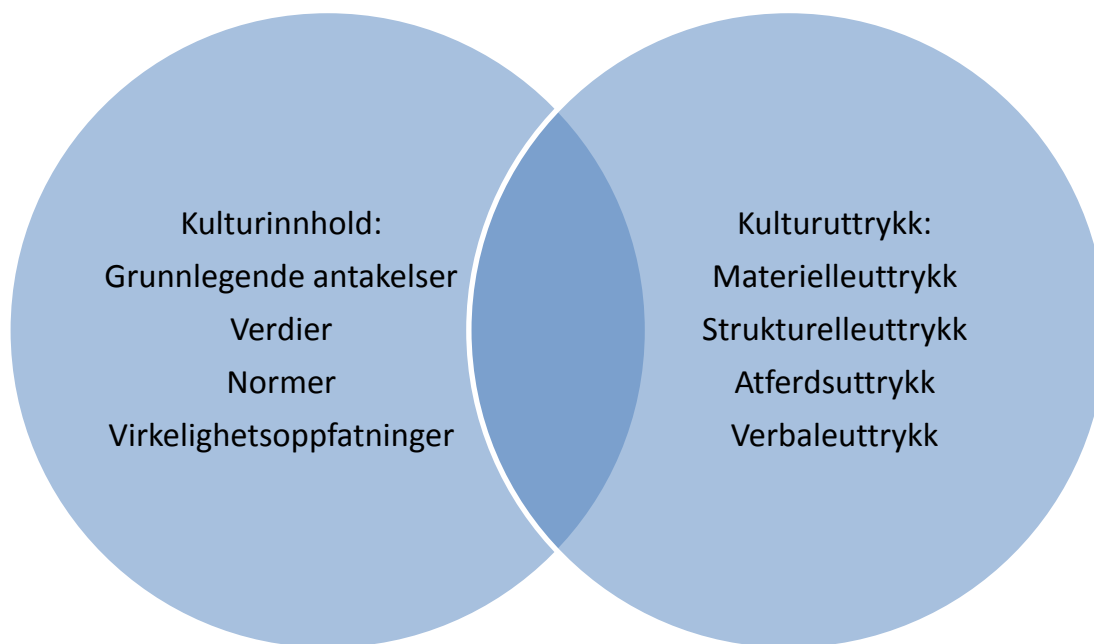 Kulturinnhold:
Grunnlegende antakelser
Verdier
Normer
Virkelighetsoppfatninger
Kulturuttrykk:
Materielleuttrykk
Strukturelleuttrykk
Atferdsuttrykk
Verbaleuttrykk